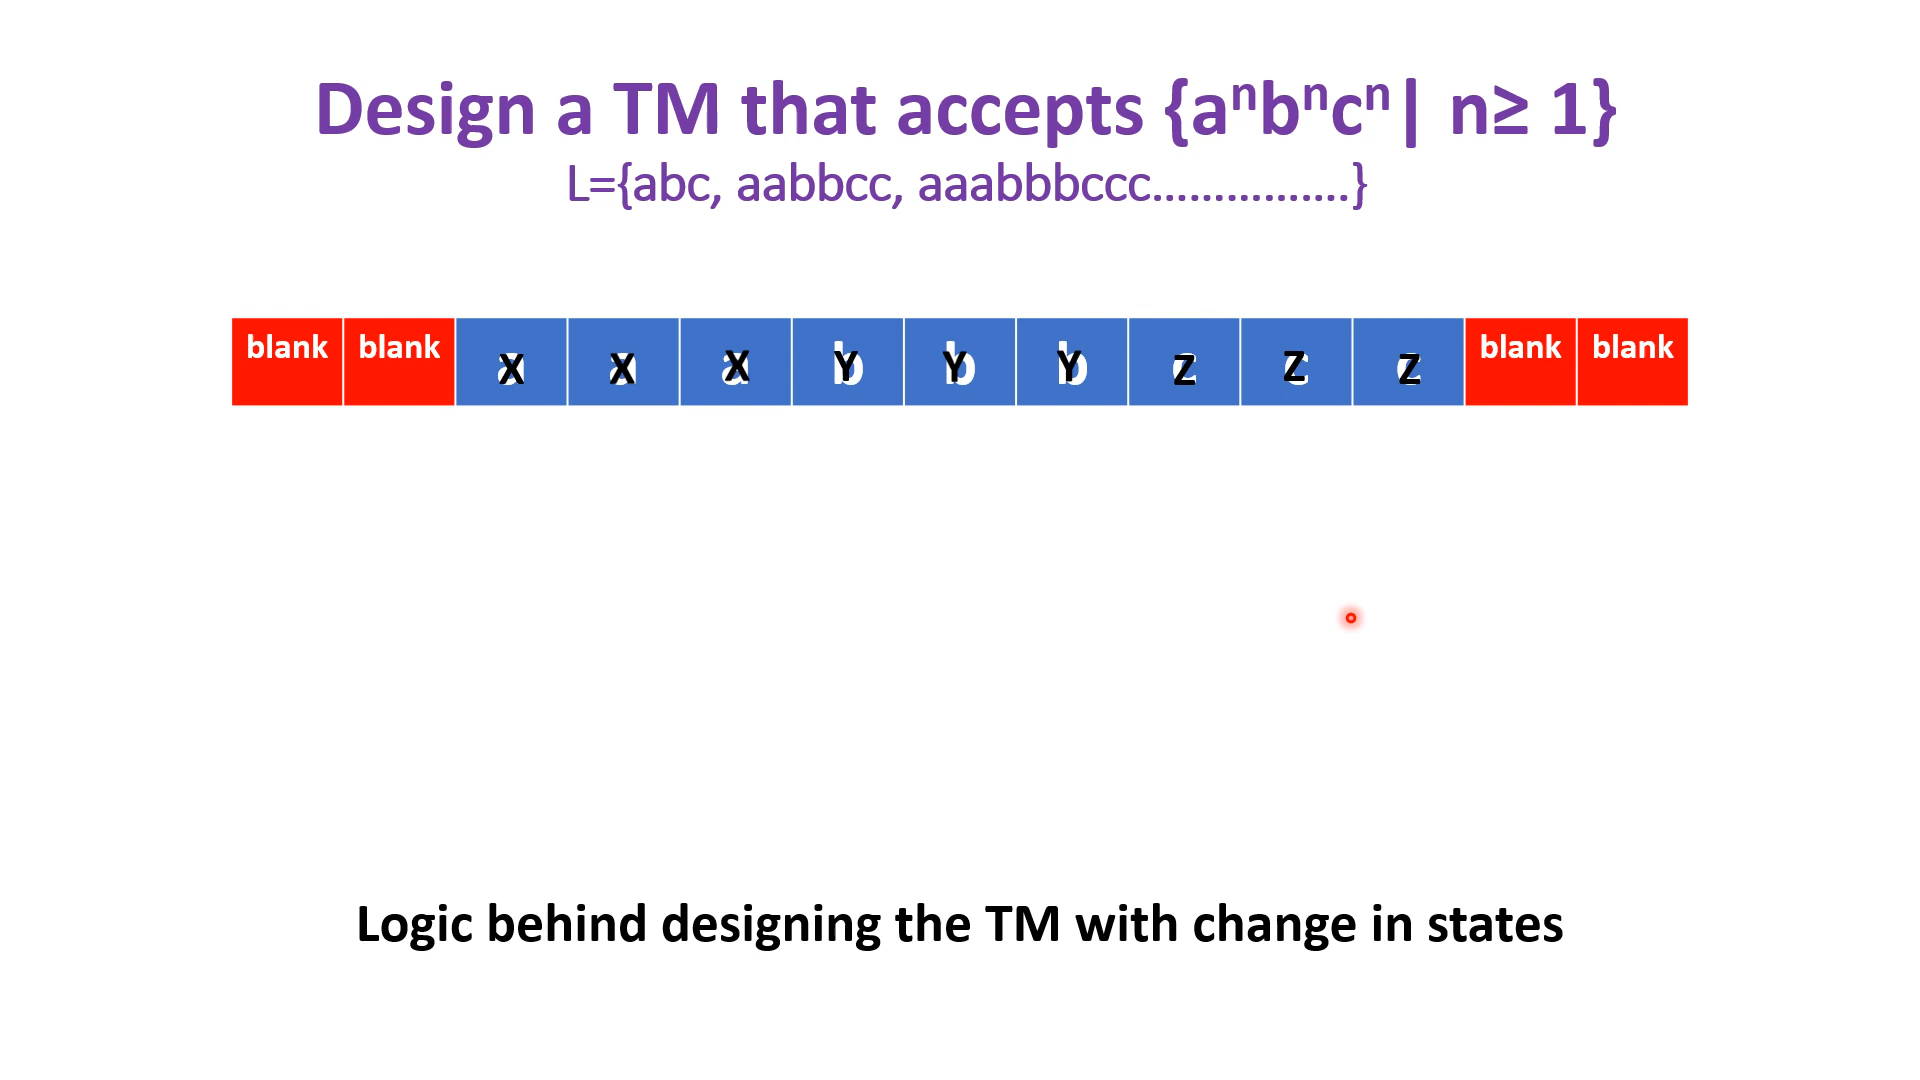 Design a TM that accepts {aⁿbⁿcⁿ| n≥ 1}
L={abc, aabbcc, aaabbbccc................}
blank blank X X X Y Y Y Z Z Z blank blank
Logic behind designing the TM with change in states